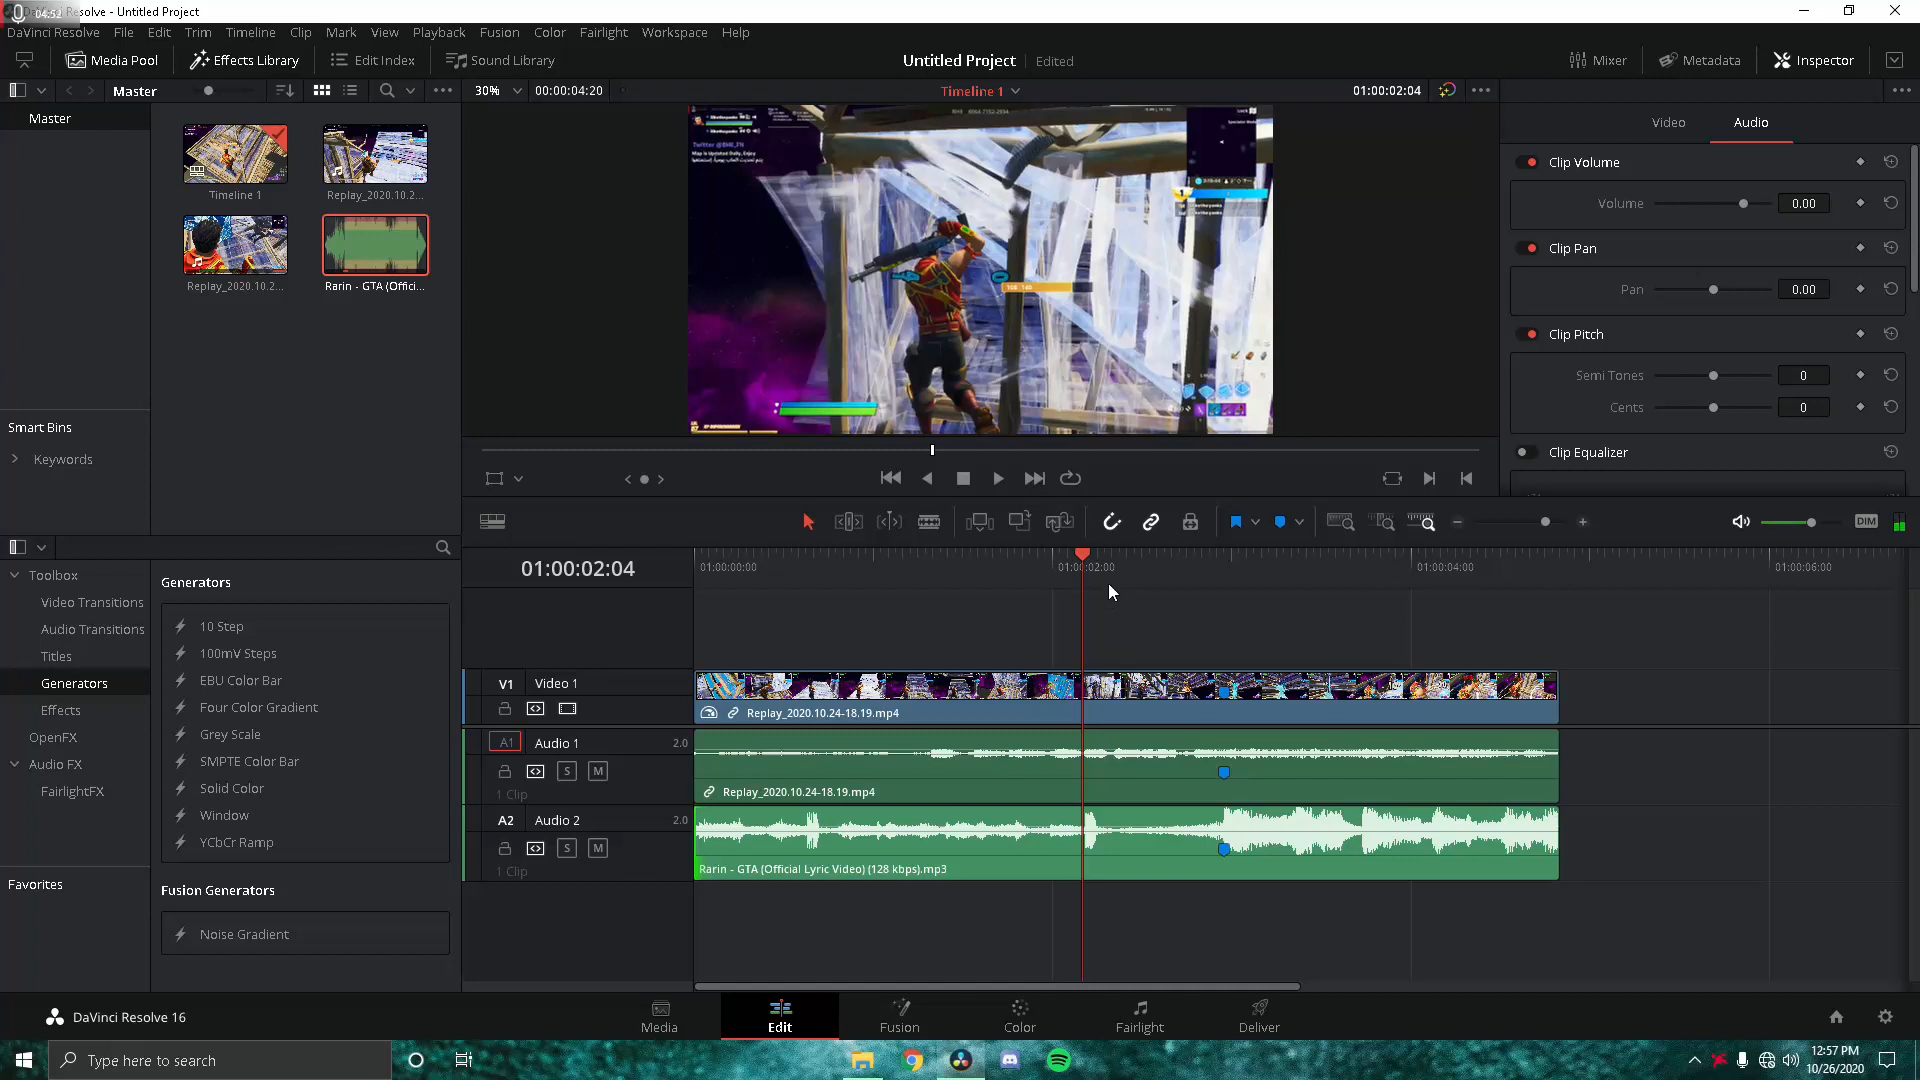 04:52
DaVinci Resolve - Untitled Project
DaVinci Resolve File Edit Trim Timeline Clip Mark View Playback Fusion Color Fairlight Workspace Help
Media Pool Effects Library Edit Index Sound Library Untitled Project Edited Mixer Metadata Inspector
Master 30% 00:00:04:20 Timeline 1 01:00:02:04
Master
Timeline 1 Replay_2020.10.2...
Replay_2020.10.2... Rarin - GTA (Offici...
Smart Bins
Keywords
Twitter @BHE_FN
Video Audio
Clip Volume
Volume 0.00
Clip Pan
Pan 0.00
Clip Pitch
Semi Tones 0
Cents 0
Clip Equalizer
DIM
Toolbox
Video Transitions
Audio Transitions
Titles
Generators
Effects
OpenFX
Audio FX
FairlightFX
Favorites
Generators
10 Step
100mV Steps
EBU Color Bar
Four Color Gradient
Grey Scale
SMPTE Color Bar
Solid Color
Window
YCbCr Ramp
Fusion Generators
Noise Gradient
01:00:02:04
01:00:00:00 01:00:02:00 01:00:04:00 01:00:06:00
V1 Video 1
Replay_2020.10.24-18.19.mp4
A1 Audio 1 2.0
S M
1 Clip
Replay_2020.10.24-18.19.mp4
A2 Audio 2 2.0
S M
1 Clip
Rarin - GTA (Official Lyric Video) (128 kbps).mp3
DaVinci Resolve 16
Media Edit Fusion Color Fairlight Deliver
Type here to search
12:57 PM
10/26/2020